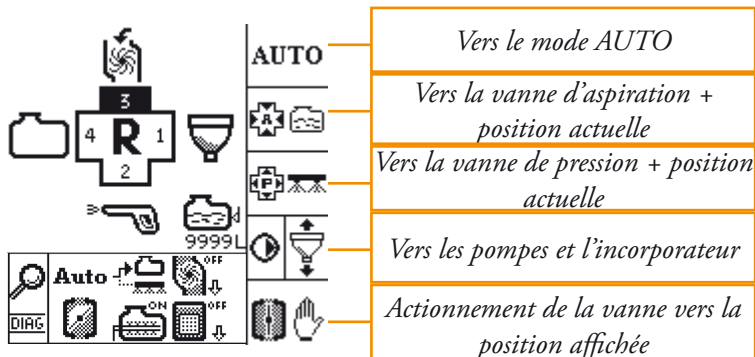 AUTO
Vers le mode AUTO
3
4 R 1
2
A
Vers la vanne d'aspiration +
position actuelle
P
Vers la vanne de pression + position
actuelle
9999L
Vers les pompes et l'incorporateur
Auto
OFF
DIAG
ON
OFF
Actionnement de la vanne vers la
position affichée